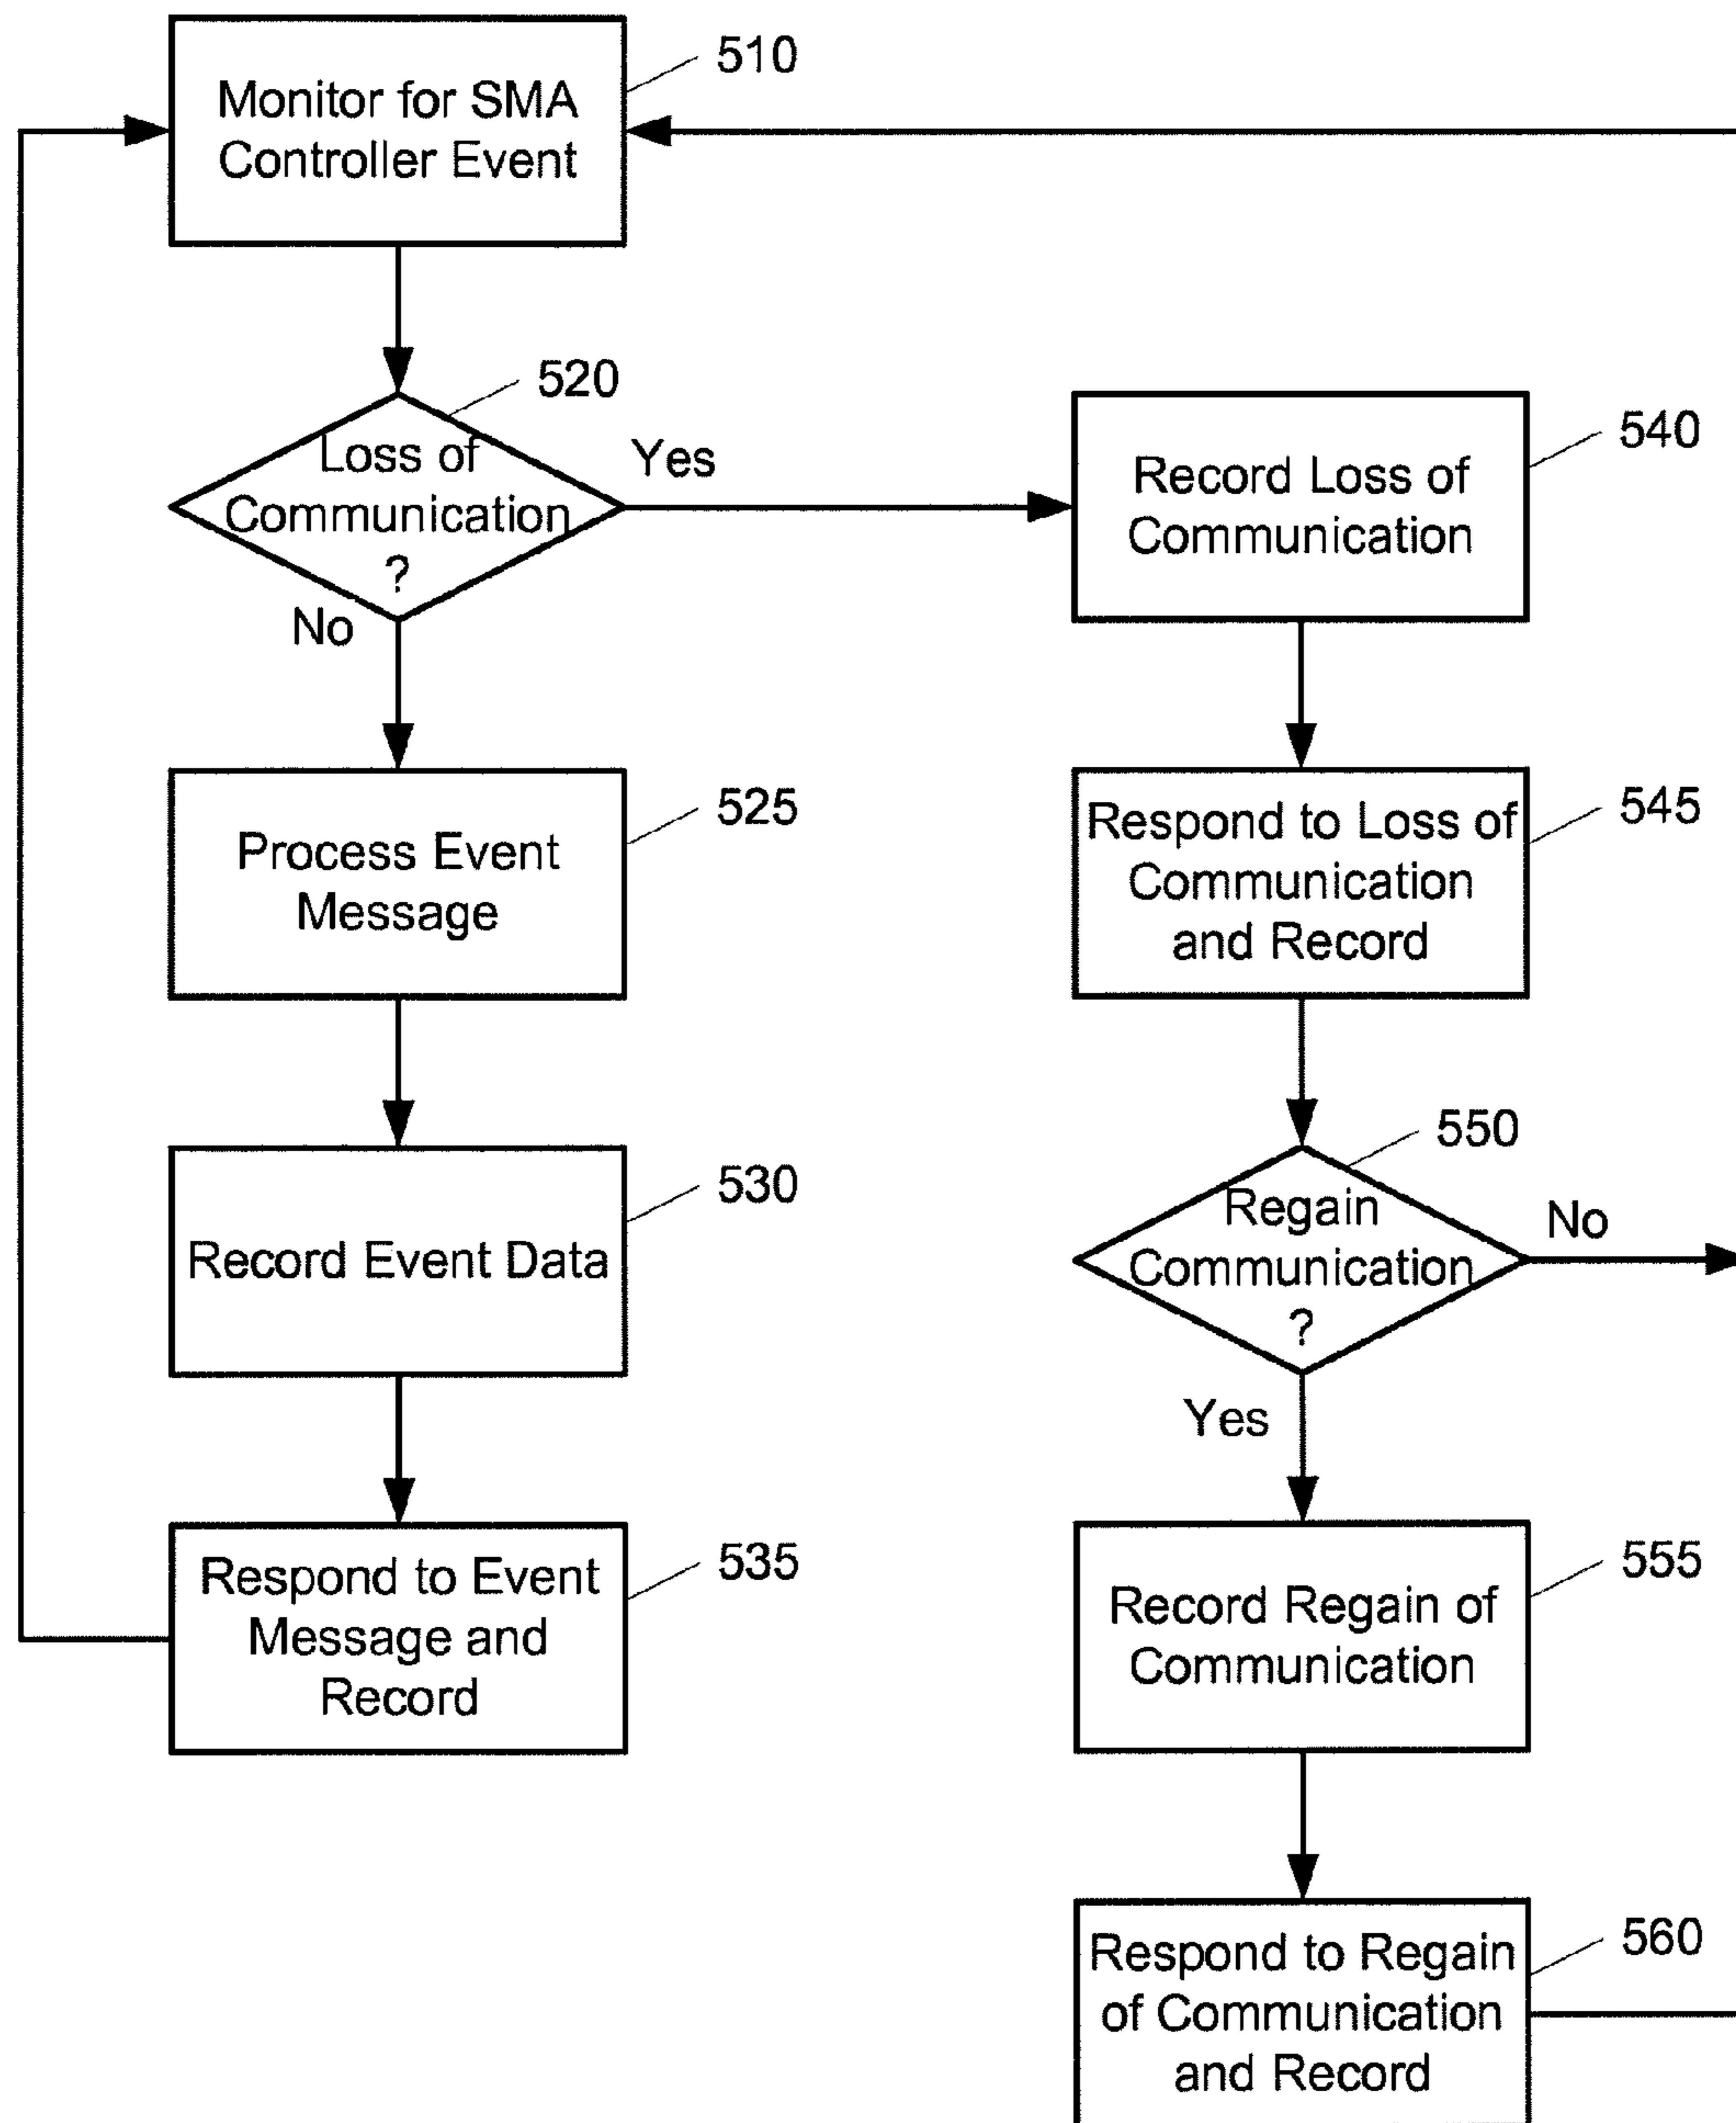 Monitor for SMA
Controller Event
510
Loss of
Communication
?
520
Yes
No
Process Event
Message
525
Record Event Data
530
Respond to Event
Message and
Record
535
Record Loss of
Communication
540
Respond to Loss of
Communication
and Record
545
Regain
Communication
?
550
No
Yes
Record Regain of
Communication
555
Respond to Regain
of Communication
and Record
560